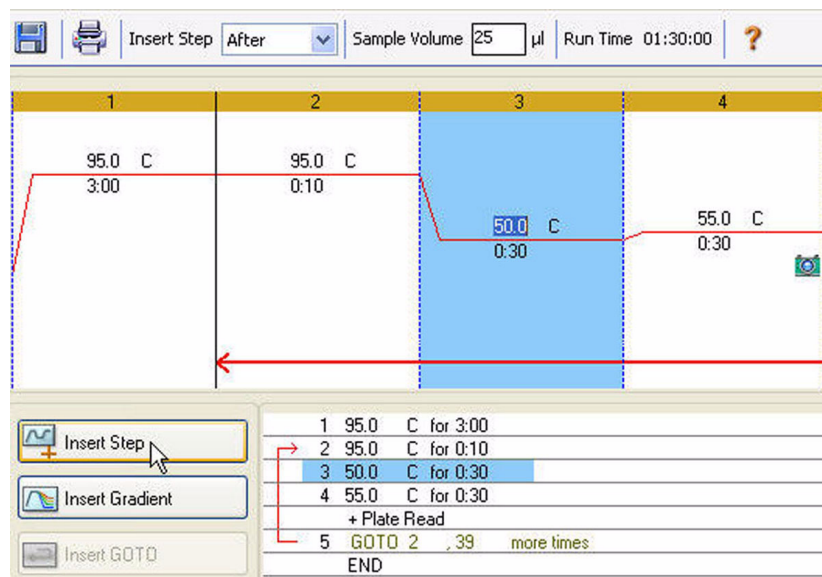 Insert Step After Sample Volume 25 µl Run Time 01:30:00 ?
1 2 3 4
95.0 C 95.0 C
3:00 0:10
50.0 C 55.0 C
0:30 0:30
Insert Step
Insert Gradient
Insert GOTO
1 95.0 C for 3:00
2 95.0 C for 0:10
3 50.0 C for 0:30
4 55.0 C for 0:30
+ Plate Read
5 GOTO 2 , 39 more times
END